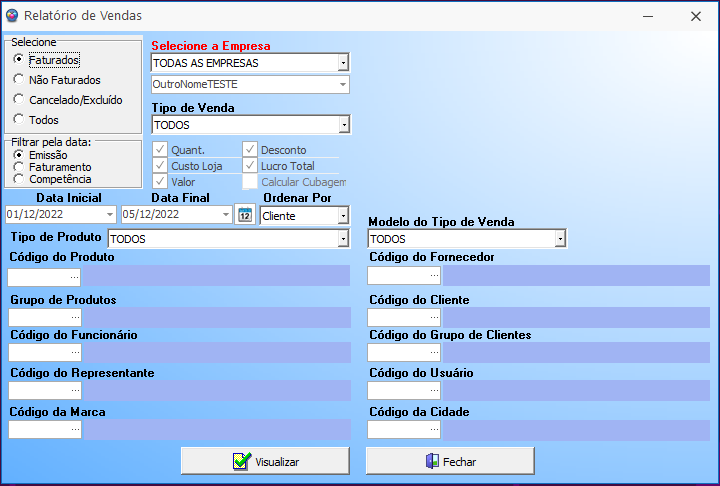 Relatório de Vendas
Selecione
Faturados
Não Faturados
Cancelado/Excluído
Todos
Filtrar pela data:
Emissão
Faturamento
Competência
Selecione a Empresa
TODAS AS EMPRESAS
OutroNomeTESTE
Tipo de Venda
TODOS
Quant. Desconto
Custo Loja Lucro Total
Valor Calcular Cubagem
Data Inicial Data Final Ordenar Por
01/12/2022 05/12/2022 12 Cliente
Tipo de Produto TODOS
Modelo do Tipo de Venda
TODOS
Código do Produto Código do Fornecedor
... ...
Grupo de Produtos Código do Cliente
... ...
Código do Funcionário Código do Grupo de Clientes
... ...
Código do Representante Código do Usuário
... ...
Código da Marca Código da Cidade
... ...
Visualizar Fechar